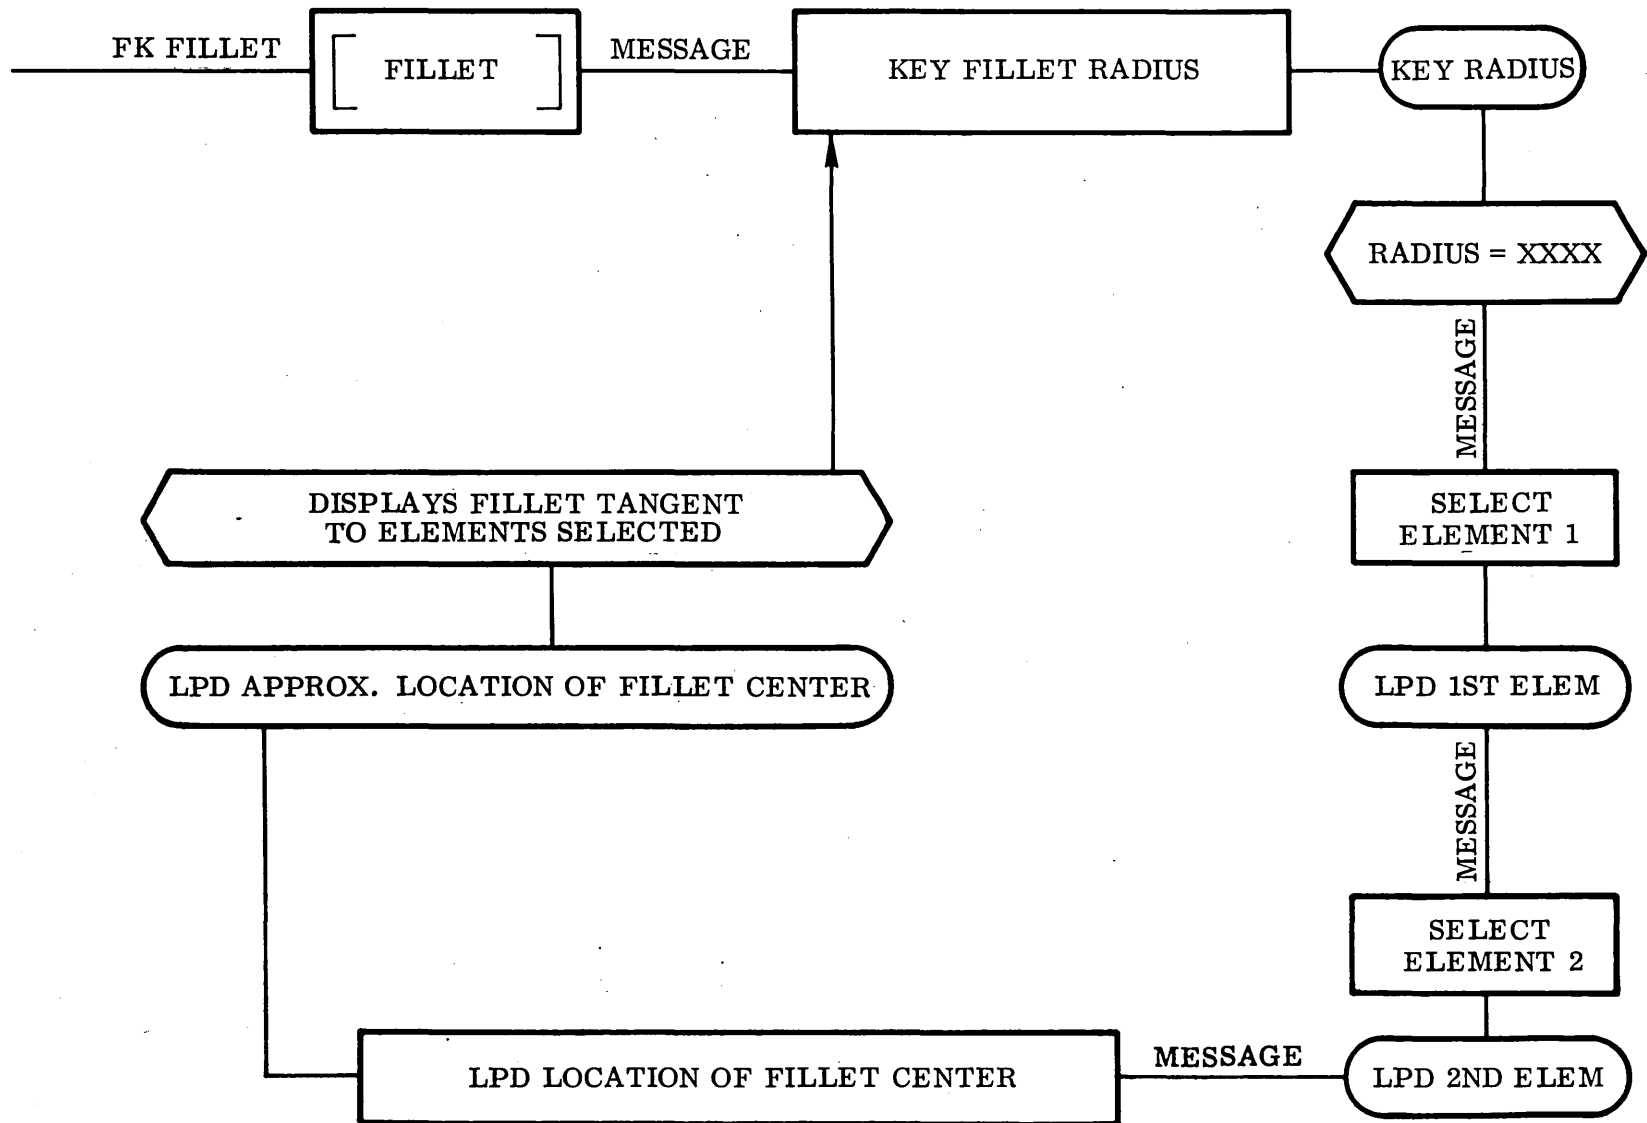 FK FILLET
FILLET
MESSAGE
KEY FILLET RADIUS
KEY RADIUS
RADIUS = XXXX
MESSAGE
SELECT
ELEMENT 1
LPD 1ST ELEM
MESSAGE
SELECT
ELEMENT 2
LPD 2ND ELEM
MESSAGE
LPD LOCATION OF FILLET CENTER
LPD APPROX. LOCATION OF FILLET CENTER
DISPLAYS FILLET TANGENT
TO ELEMENTS SELECTED